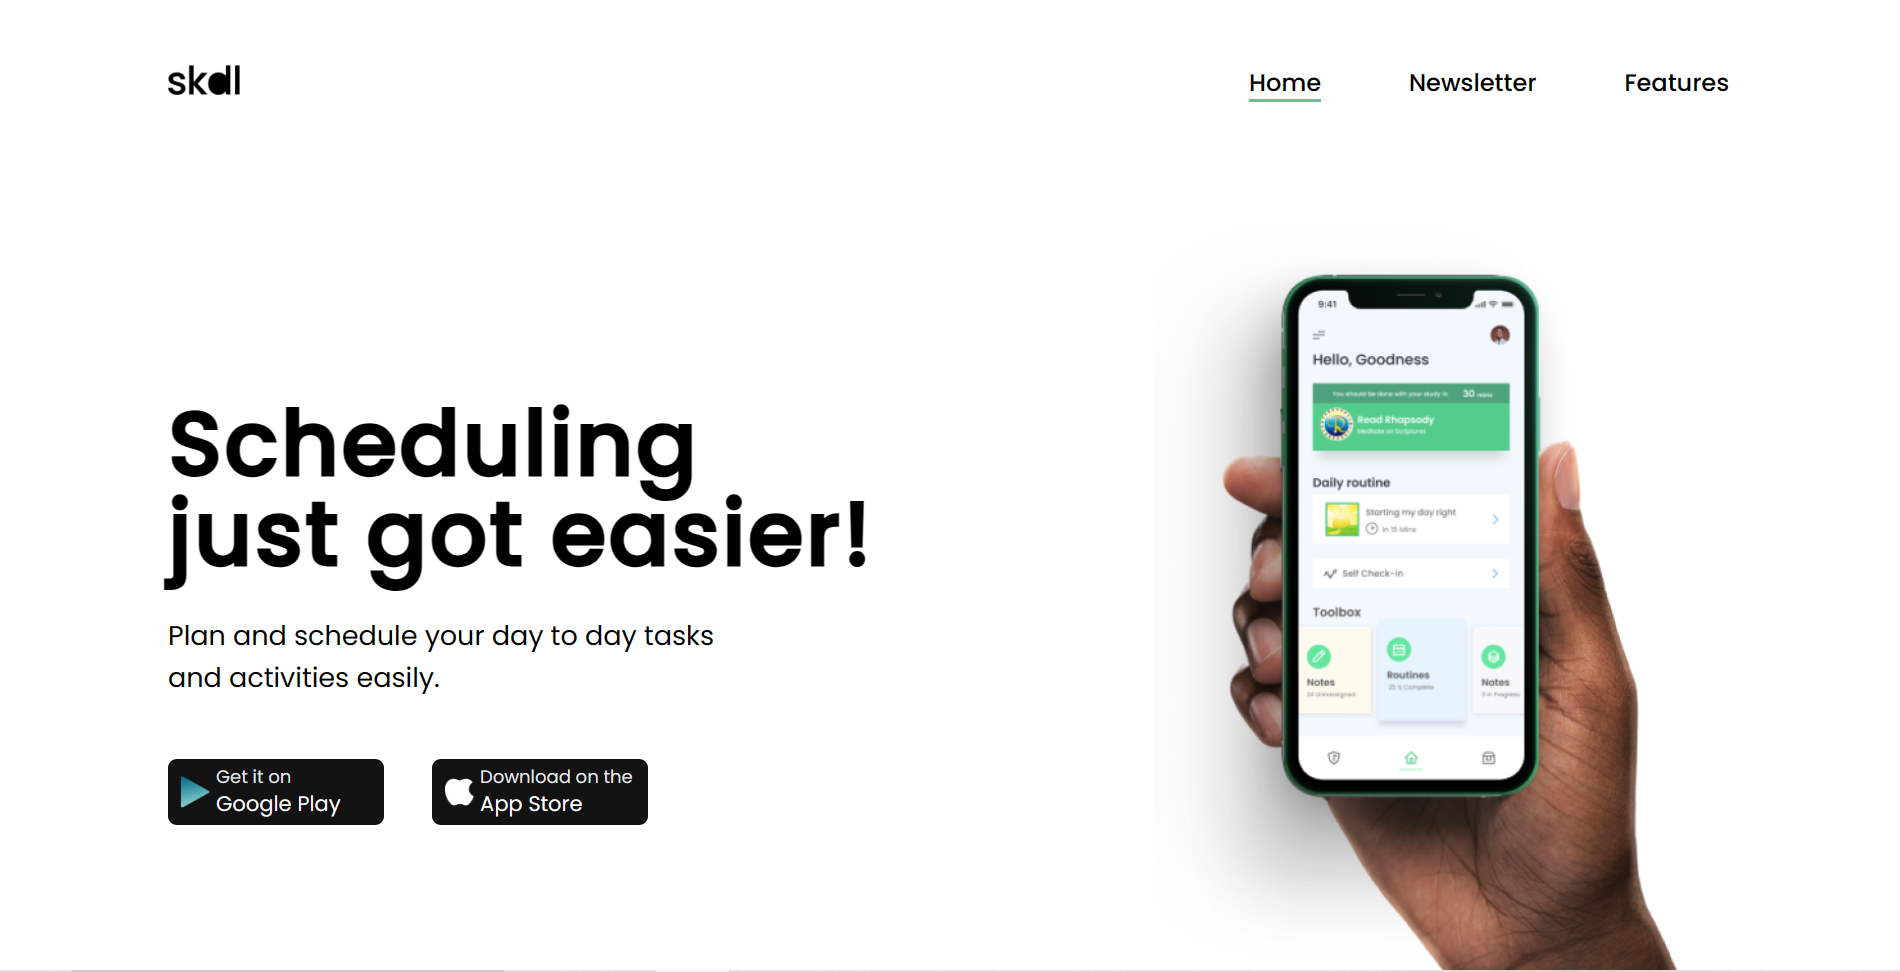 skdl
Home
Newsletter
Features
Scheduling
just got easier!
Plan and schedule your day to day tasks
and activities easily.
Get it on
Google Play
Download on the
App Store
9:41
Hello, Goodness
You should be done with your study in 30 mins
Read Rhapsody
Meditate on Scriptures
Daily routine
Starting my day right
in 15 Mins
Self Check-in
Toolbox
Notes
24 Unnassigned
Routines
25 % Complete
Notes
3 in Progress